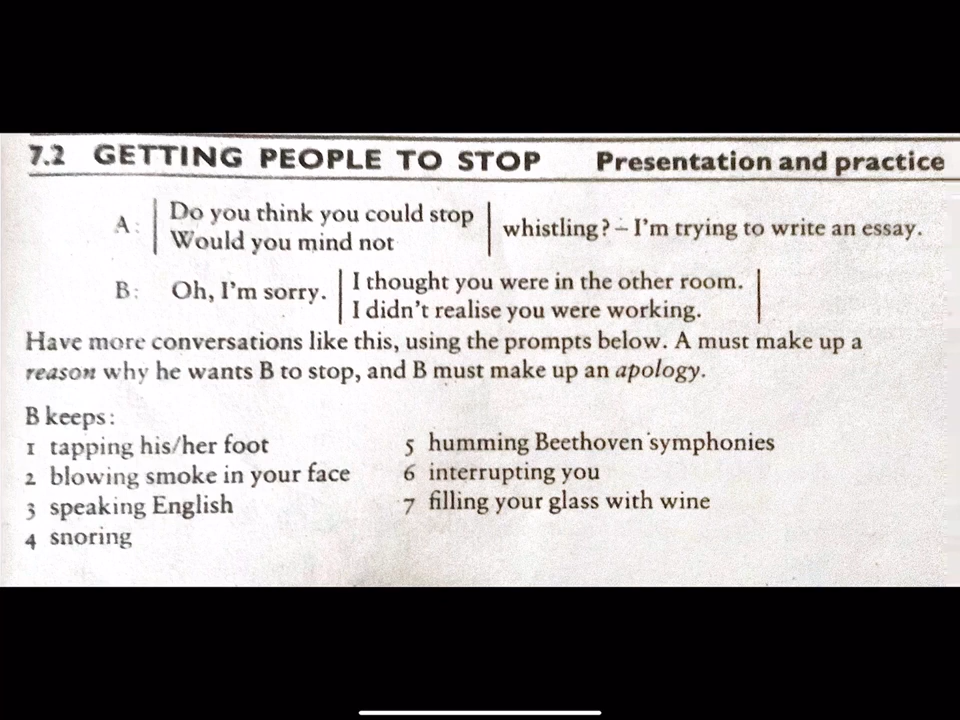 7.2 GETTING PEOPLE TO STOP Presentation and practice
A: Do you think you could stop
Would you mind not
whistling? – I'm trying to write an essay.
B: Oh, I'm sorry.
I thought you were in the other room.
I didn't realise you were working.
Have more conversations like this, using the prompts below. A must make up a
reason why he wants B to stop, and B must make up an apology.
B keeps:
1 tapping his/her foot
2 blowing smoke in your face
3 speaking English
4 snoring
5 humming Beethoven symphonies
6 interrupting you
7 filling your glass with wine